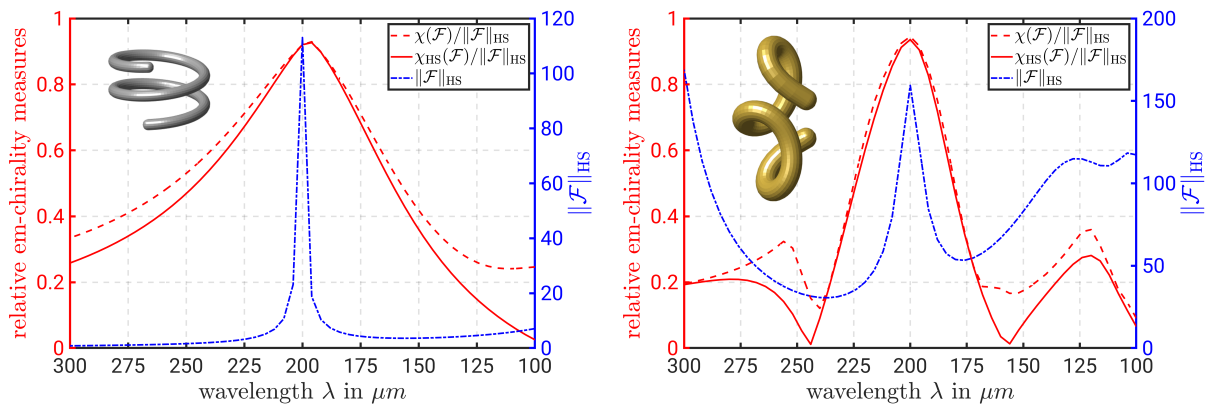 relative em-chirality measures
1
0.8
0.6
0.4
0.2
0
χ(ℱ)/‖ℱ‖HS
χHS(ℱ)/‖ℱ‖HS
‖ℱ‖HS
120
100
80
60
40
20
0
‖ℱ‖HS
300 275 250 225 200 175 150 125 100
wavelength λ in μm
relative em-chirality measures
1
0.8
0.6
0.4
0.2
0
χ(ℱ)/‖ℱ‖HS
χHS(ℱ)/‖ℱ‖HS
‖ℱ‖HS
200
150
100
50
0
‖ℱ‖HS
300 275 250 225 200 175 150 125 100
wavelength λ in μm